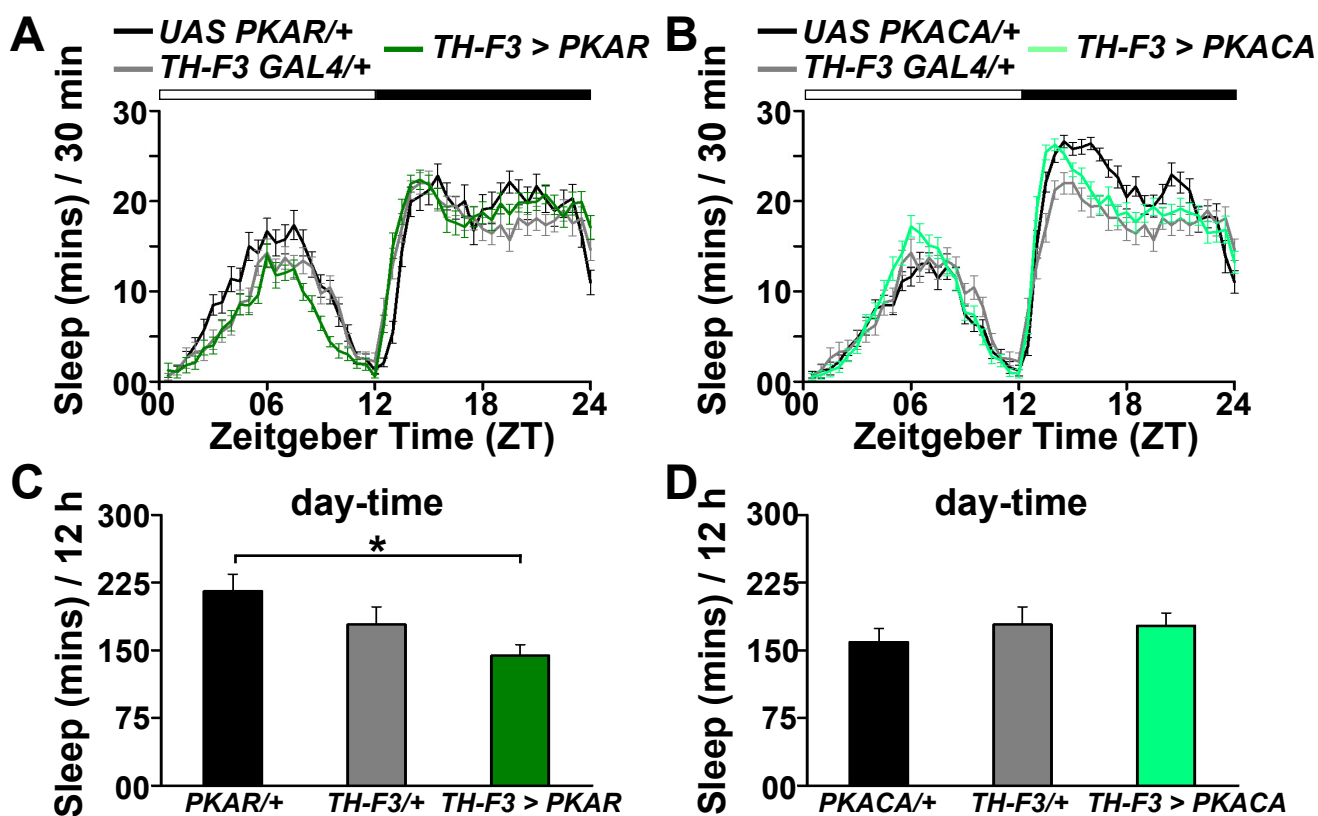 A
UAS PKAR/+
TH-F3 GAL4/+
TH-F3 > PKAR
Sleep (mins) / 30 min
30
20
10
00
00 06 12 18 24
Zeitgeber Time (ZT)
B
UAS PKACA/+
TH-F3 GAL4/+
TH-F3 > PKACA
Sleep (mins) / 30 min
30
20
10
00
00 06 12 18 24
Zeitgeber Time (ZT)
C
day-time
Sleep (mins) / 12 h
300
225
150
75
00
*
PKAR/+ TH-F3/+ TH-F3 > PKAR
D
day-time
Sleep (mins) / 12 h
300
225
150
75
00
PKACA/+ TH-F3/+ TH-F3 > PKACA